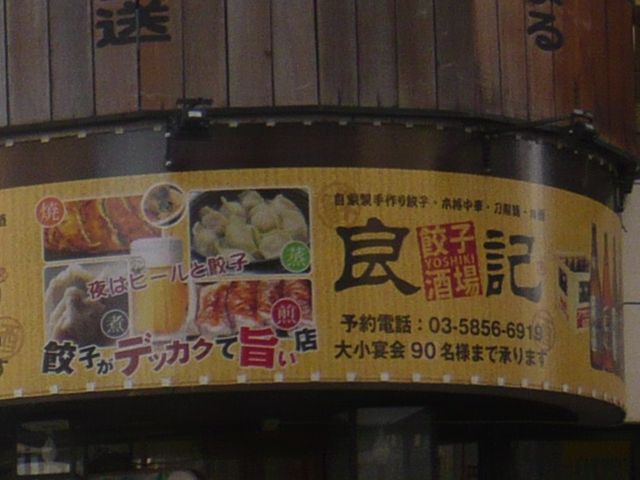 送
める
自家製手作り餃子・本格中華・刀削麺・
焼
蒸
煮
煎
夜はビールと餃子
餃子がデッカクて旨い店
良記
餃子
YOSHIKI
酒場
予約電話：03-5856-6919
大小宴会 90名様まで承ります